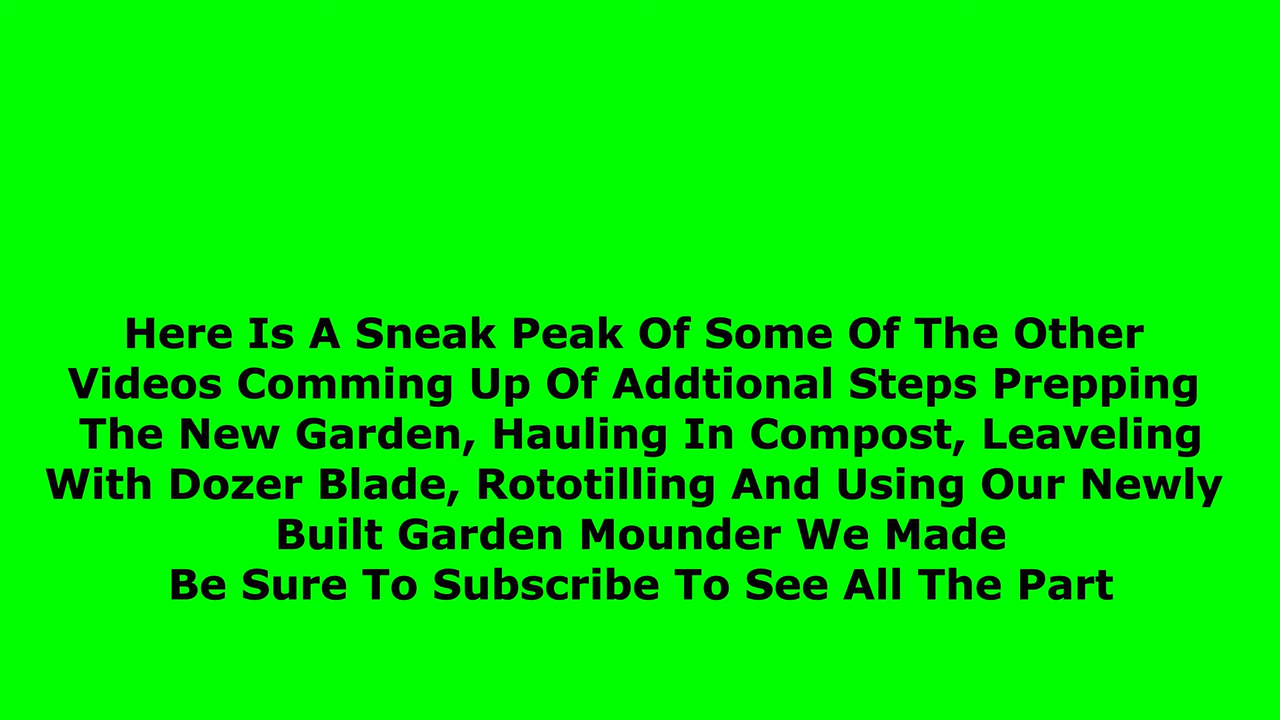 Here Is A Sneak Peak Of Some Of The Other
Videos Comming Up Of Addtional Steps Prepping
The New Garden, Hauling In Compost, Leaveling
With Dozer Blade, Rototilling And Using Our Newly
Built Garden Mounder We Made
Be Sure To Subscribe To See All The Part